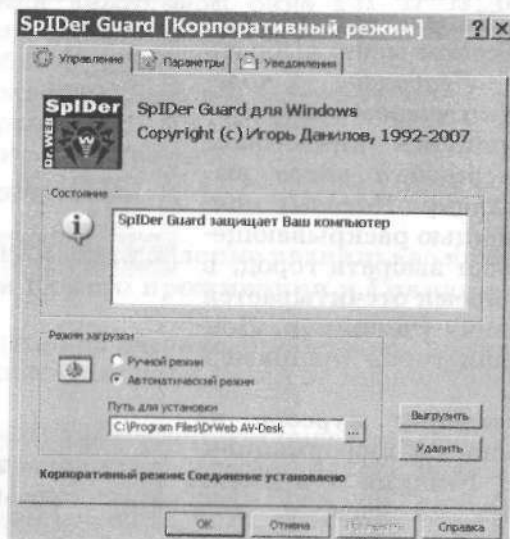 SpIDer Guard [Корпоративный режим]
Управление
Параметры
Уведомления
SpIDer
Dr.WEB
SpIDer Guard для Windows
Copyright (c) Игорь Данилов, 1992-2007
Состояние
SpIDer Guard защищает Ваш компьютер
Режим загрузки
Ручной режим
Автоматический режим
Путь для установки
C:\Program Files\DrWeb AV-Desk
...
Выгрузить
Удалить
Корпоративный режим: Соединение установлено
OK
Отмена
Справка